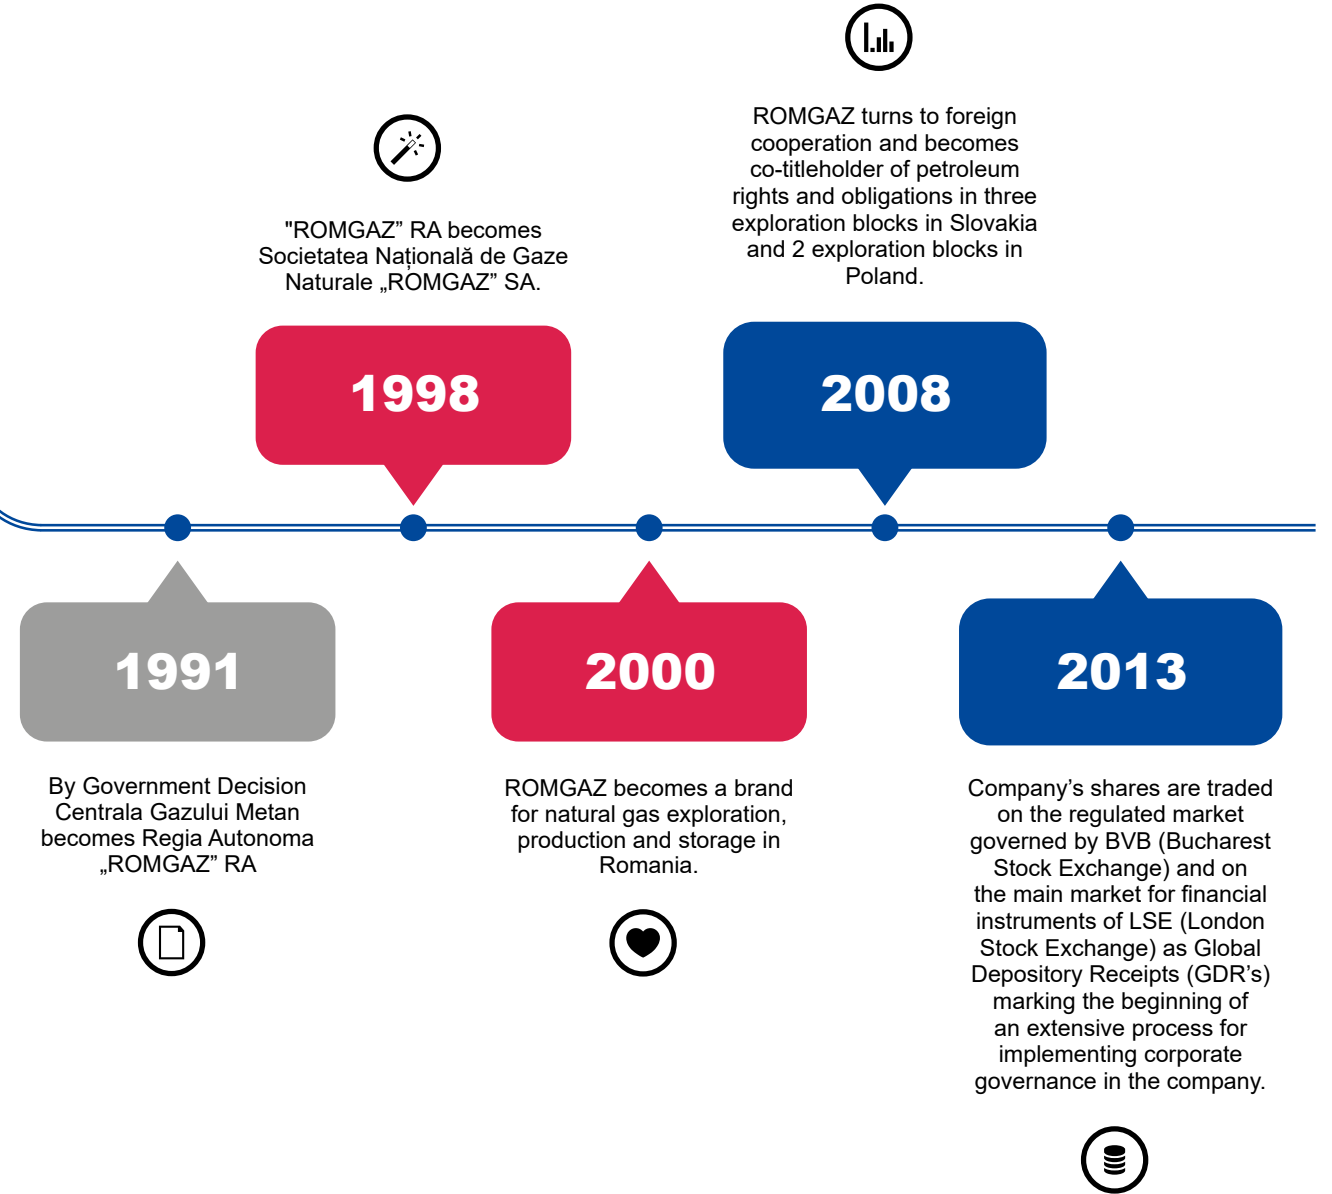 ROMGAZ turns to foreign
cooperation and becomes
co-titleholder of petroleum
rights and obligations in three
exploration blocks in Slovakia
and 2 exploration blocks in
Poland.
"ROMGAZ” RA becomes
Societatea Națională de Gaze
Naturale „ROMGAZ” SA.
1998
2008
1991
2000
2013
By Government Decision
Centrala Gazului Metan
becomes Regia Autonoma
„ROMGAZ” RA
ROMGAZ becomes a brand
for natural gas exploration,
production and storage in
Romania.
Company’s shares are traded
on the regulated market
governed by BVB (Bucharest
Stock Exchange) and on
the main market for financial
instruments of LSE (London
Stock Exchange) as Global
Depository Receipts (GDR’s)
marking the beginning of
an extensive process for
implementing corporate
governance in the company.